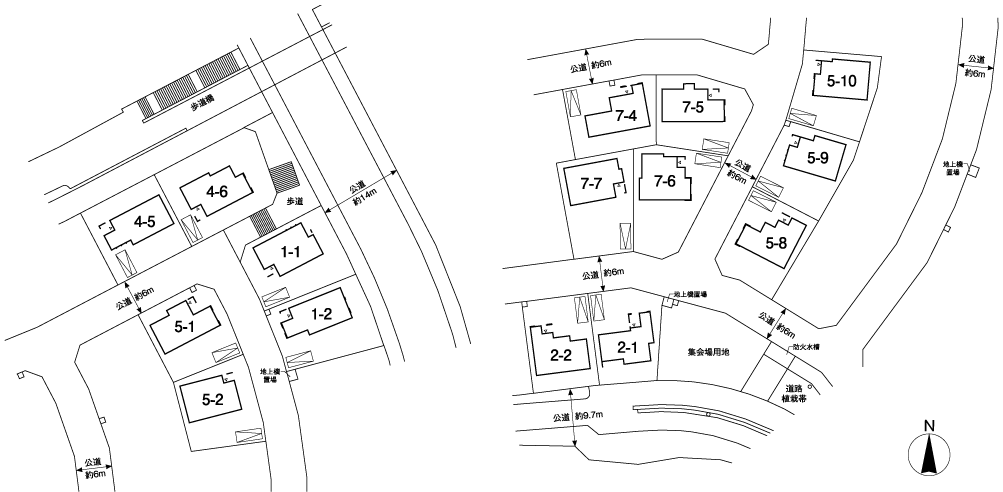 歩道橋
4-6
4-5
歩道
公道
約14m
1-1
公道
約6m
1-2
5-1
地上機
置場
5-2
公道
約6m
公道 約6m
公道
約6m
5-10
7-4
7-5
5-9
地上機
置場
公道
約6m
7-7
7-6
5-8
公道 約6m
地上機置場
公道
約6m
2-2
2-1
集会場用地
防火水槽
道路
植栽帯
公道 約9.7m
N